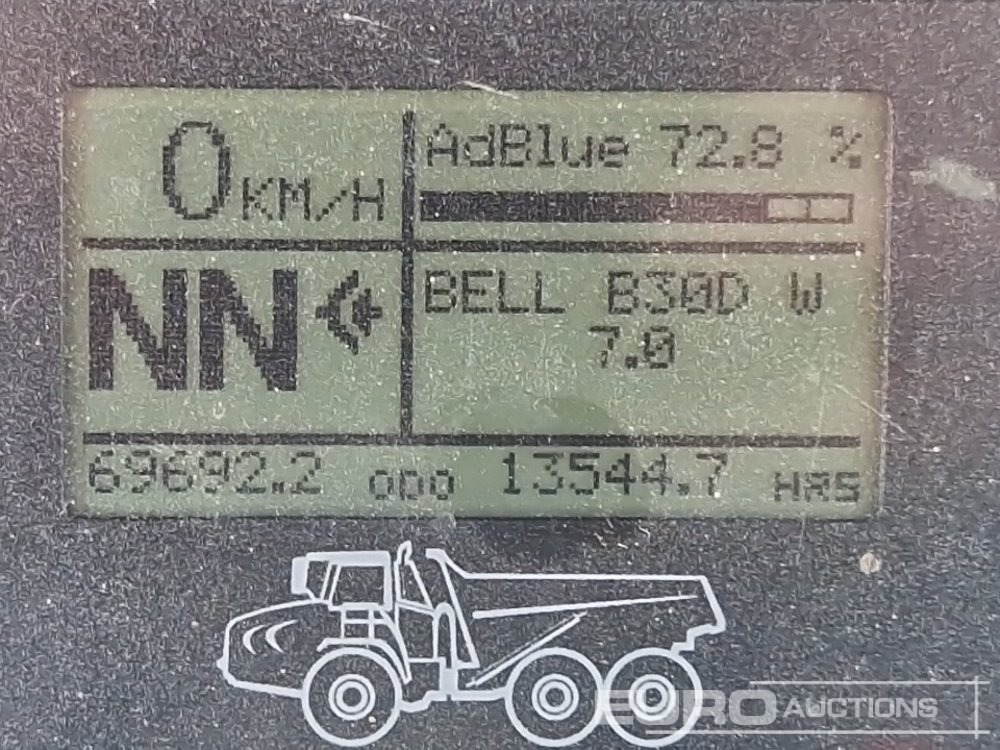 0 KM/H
AdBlue 72.8 %
NN
BELL B30D W
7.0
69692.2 ODO 13544.7 HRS
EURO AUCTIONS